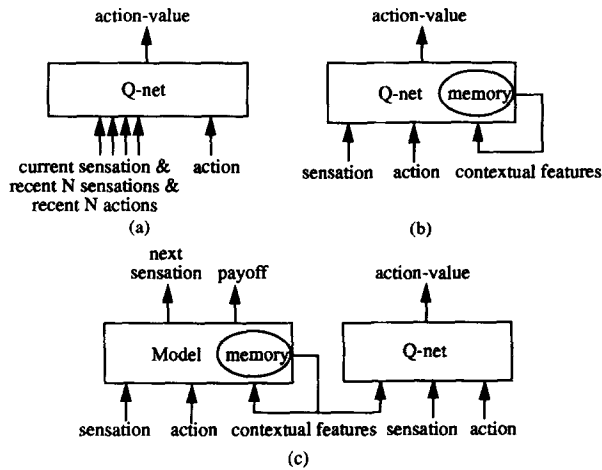 action-value
Q-net
current sensation &
recent N sensations &
recent N actions
action
(a)
action-value
Q-net
memory
sensation
action
contextual features
(b)
next
sensation
payoff
Model
memory
sensation
action
contextual features
action-value
Q-net
sensation
action
(c)